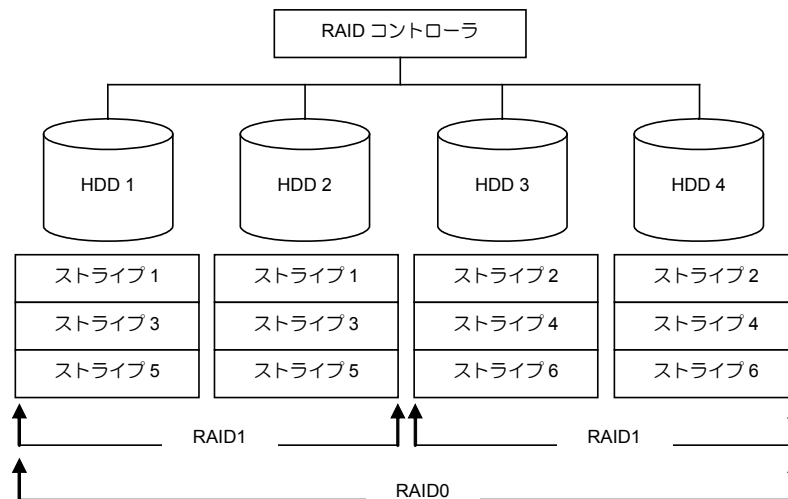 RAID コントローラ
HDD 1
HDD 2
HDD 3
HDD 4
ストライプ 1
ストライプ 1
ストライプ 2
ストライプ 2
ストライプ 3
ストライプ 3
ストライプ 4
ストライプ 4
ストライプ 5
ストライプ 5
ストライプ 6
ストライプ 6
RAID1
RAID1
RAID0